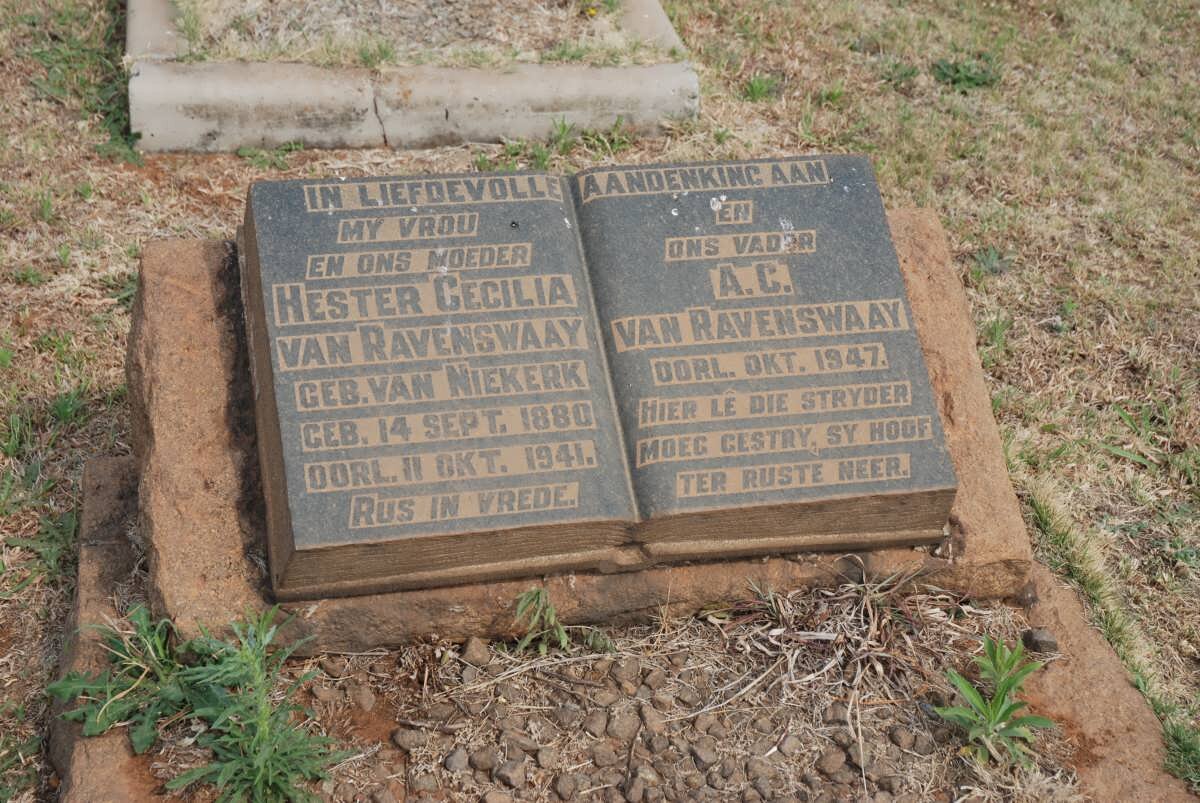 IN LIEFDEVOLLE AANDENKING AAN
MY VROU
EN ONS MOEDER
HESTER CECILIA
VAN RAVENSWAAY
GEB. VAN NIEKERK
GEB. 14 SEPT. 1880
OORL. 11 OKT. 1941.
RUS IN VREDE.
EN
ONS VADER
A.C.
VAN RAVENSWAAY
OORL. OKT. 1947.
HIER LÊ DIE STRYDER
MOEG GESTRY, SY HOOF
TER RUSTE NEER.